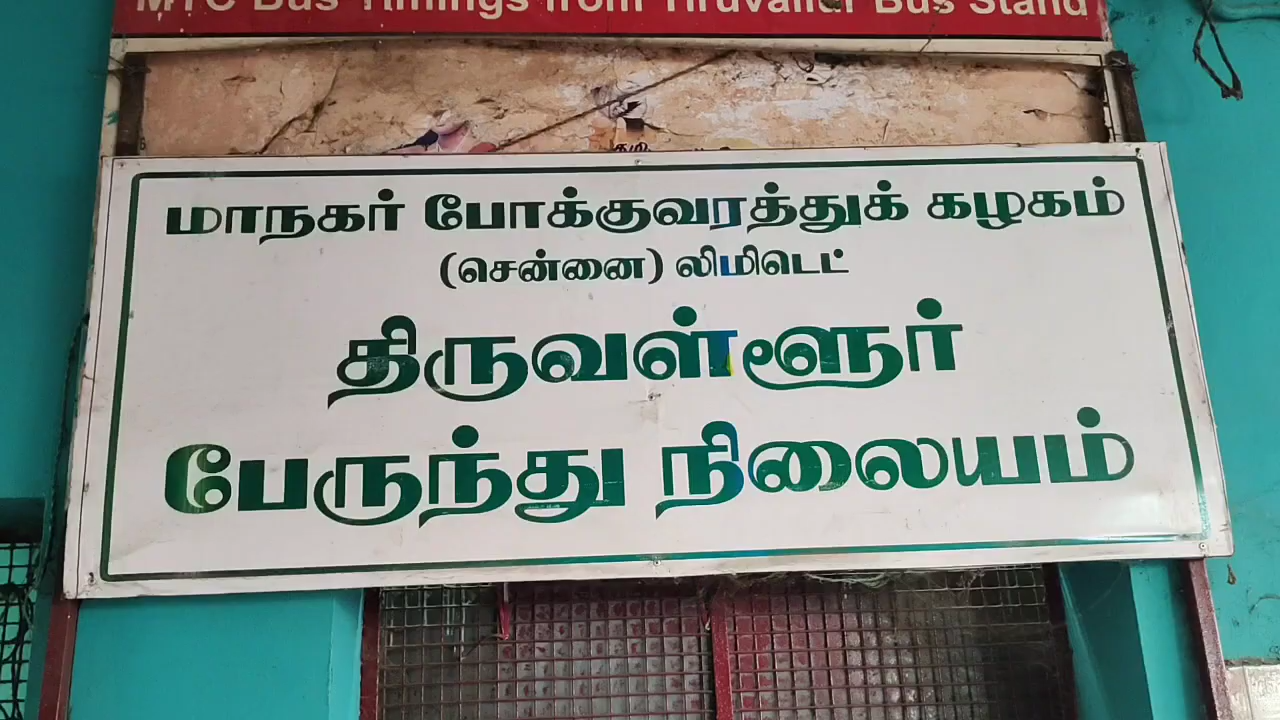 MTC Bus Timings from Tiruvallur Bus Stand
மாநகர் போக்குவரத்துக் கழகம்
(சென்னை) லிமிடெட்
திருவள்ளூர்
பேருந்து நிலையம்